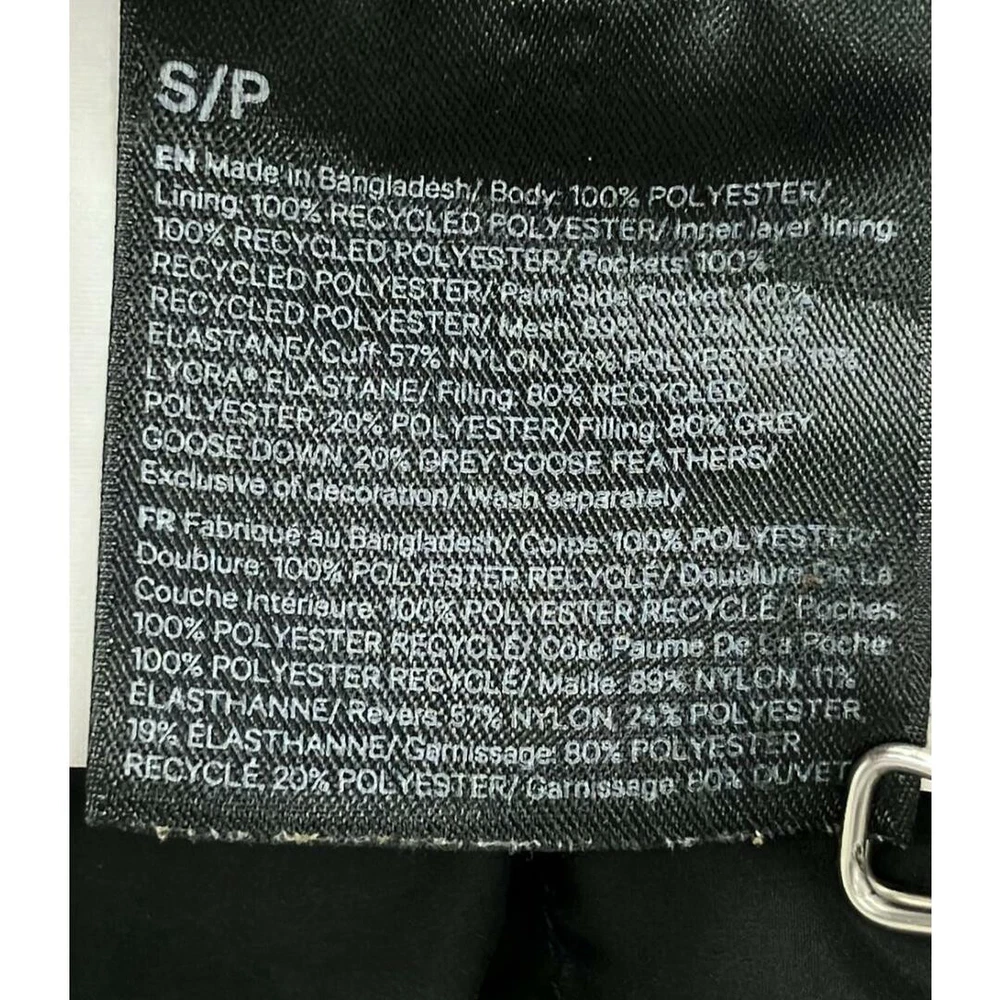 S/P
EN Made in Bangladesh/ Body: 100% POLYESTER/
Lining: 100% RECYCLED POLYESTER/ Inner layer lining:
100% RECYCLED POLYESTER/ Pockets: 100%
RECYCLED POLYESTER/ Palm Side Pocket: 100%
RECYCLED POLYESTER/ Mesh: 89% NYLON, 11%
ELASTANE/ Cuff: 57% NYLON, 24% POLYESTER, 19%
LYCRA® ELASTANE/ Filling: 80% RECYCLED
POLYESTER, 20% POLYESTER/ Filling: 80% GREY
GOOSE DOWN, 20% GREY GOOSE FEATHERS/
Exclusive of decoration/ Wash separately
FR Fabriqué au Bangladesh/ Corps: 100% POLYESTER/
Doublure: 100% POLYESTER RECYCLÉ/ Doublure De La
Couche Intérieure: 100% POLYESTER RECYCLÉ/ Poches:
100% POLYESTER RECYCLÉ/ Côté Paume De La Poche:
100% POLYESTER RECYCLÉ/ Maille: 89% NYLON, 11%
ÉLASTHANNE/ Revers: 57% NYLON, 24% POLYESTER,
19% ÉLASTHANNE/ Garnissage: 80% POLYESTER
RECYCLÉ, 20% POLYESTER/ Garnissage: 80% DUVET